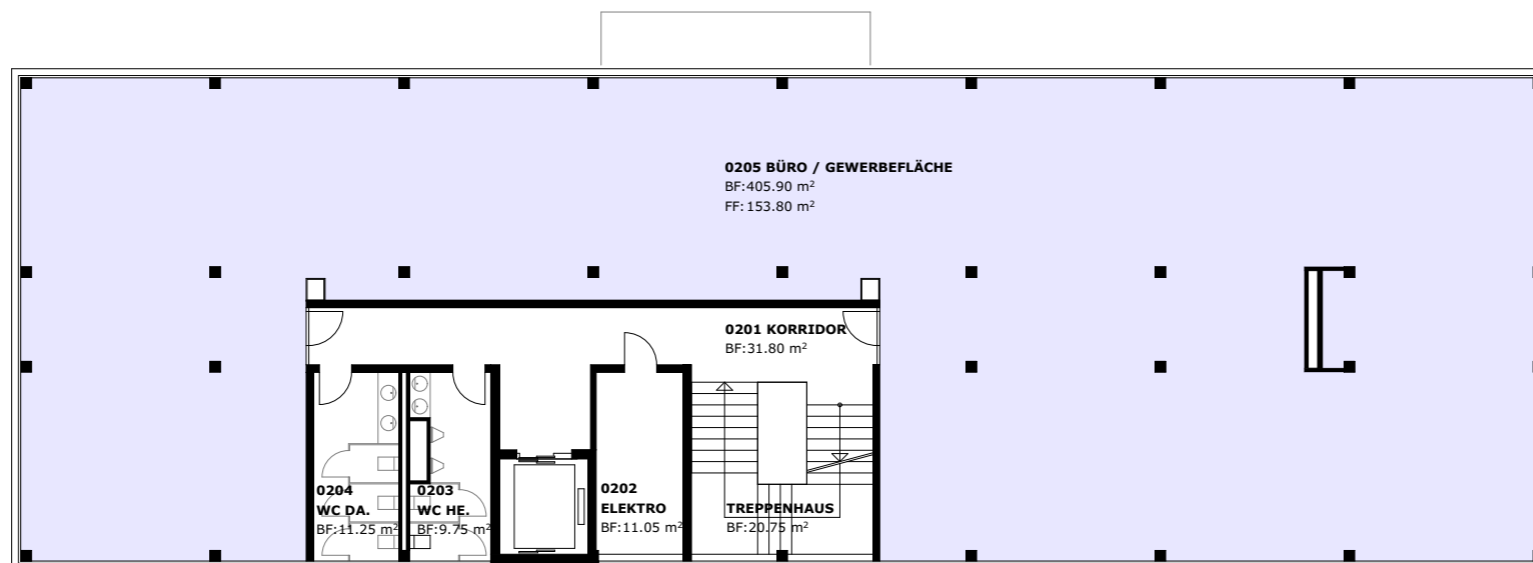 0205 BÜRO / GEWERBEFLÄCHE
BF:405.90 m²
FF:153.80 m²
0201 KORRIDOR
BF:31.80 m²
0204
WC DA.
BF:11.25 m²
0203
WC HE.
BF:9.75 m²
0202
ELEKTRO
BF:11.05 m²
TREPPENHAUS
BF:20.75 m²